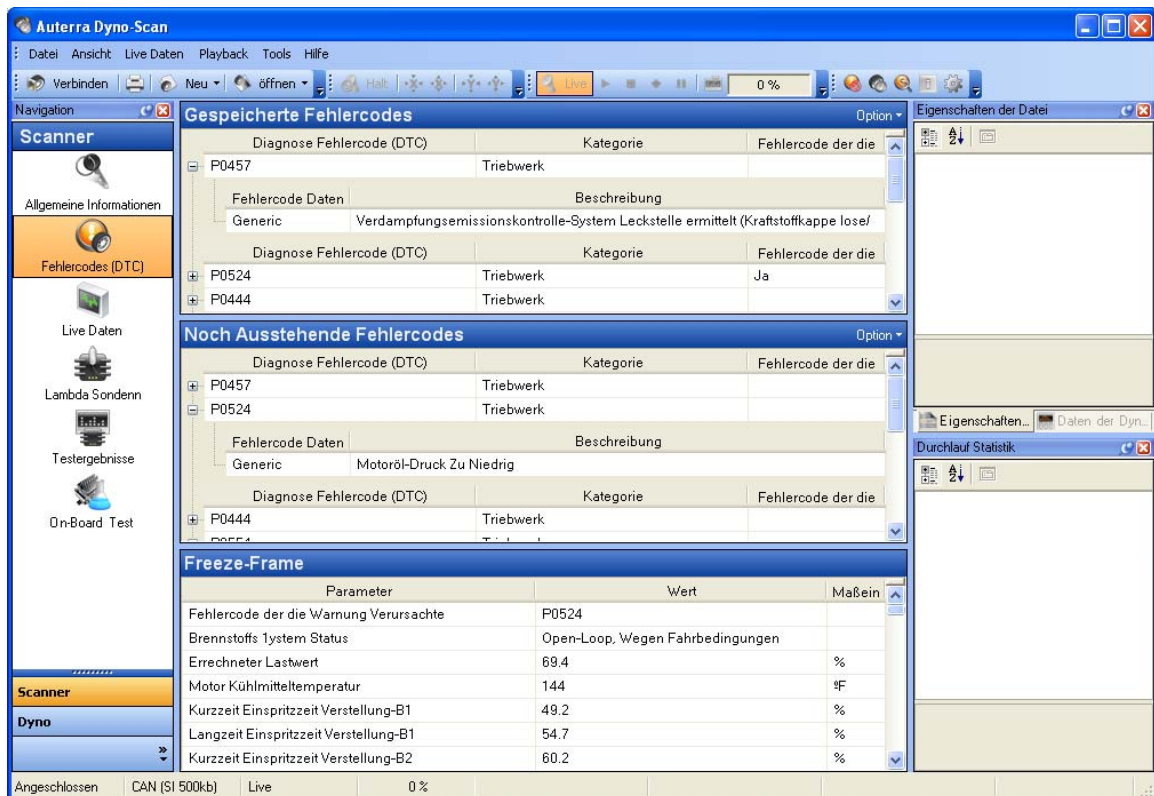 Auterra Dyno-Scan
Datei Ansicht Live Daten Playback Tools Hilfe
Verbinden Neu öffnen Halt Live 0 %
Navigation
Scanner
Allgemeine Informationen
Fehlercodes (DTC)
Live Daten
Lambda Sondenn
Testergebnisse
On-Board Test
Scanner
Dyno
Gespeicherte Fehlercodes Option
Diagnose Fehlercode (DTC) Kategorie Fehlercode der die
P0457 Triebwerk
Fehlercode Daten Beschreibung
Generic Verdampfungsemissionskontrolle-System Leckstelle ermittelt (Kraftstoffkappe lose/
Diagnose Fehlercode (DTC) Kategorie Fehlercode der die
P0524 Triebwerk Ja
P0444 Triebwerk
Noch Ausstehende Fehlercodes Option
Diagnose Fehlercode (DTC) Kategorie Fehlercode der die
P0457 Triebwerk
P0524 Triebwerk
Fehlercode Daten Beschreibung
Generic Motoröl-Druck Zu Niedrig
Diagnose Fehlercode (DTC) Kategorie Fehlercode der die
P0444 Triebwerk
Freeze-Frame
Parameter Wert Maßein
Fehlercode der die Warnung Verursachte P0524
Brennstoffs 1ystem Status Open-Loop, Wegen Fahrbedingungen
Errechneter Lastwert 69.4 %
Motor Kühlmitteltemperatur 144 ºF
Kurzzeit Einspritzzeit Verstellung-B1 49.2 %
Langzeit Einspritzzeit Verstellung-B1 54.7 %
Kurzzeit Einspritzzeit Verstellung-B2 60.2 %
Eigenschaften der Datei
Eigenschaften... Daten der Dyn...
Durchlauf Statistik
Angeschlossen CAN (SI 500kb) Live 0 %